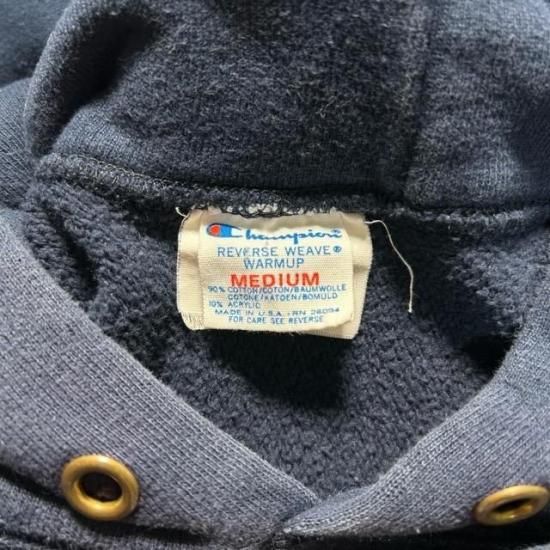 Champion®
REVERSE WEAVE®
WARMUP
MEDIUM
90% COTTON/COTON/BAUMWOLLE
COTONE/KATOEN/BOMULD
10% ACRYLIC
MADE IN U.S.A. - RN 26094
FOR CARE SEE REVERSE